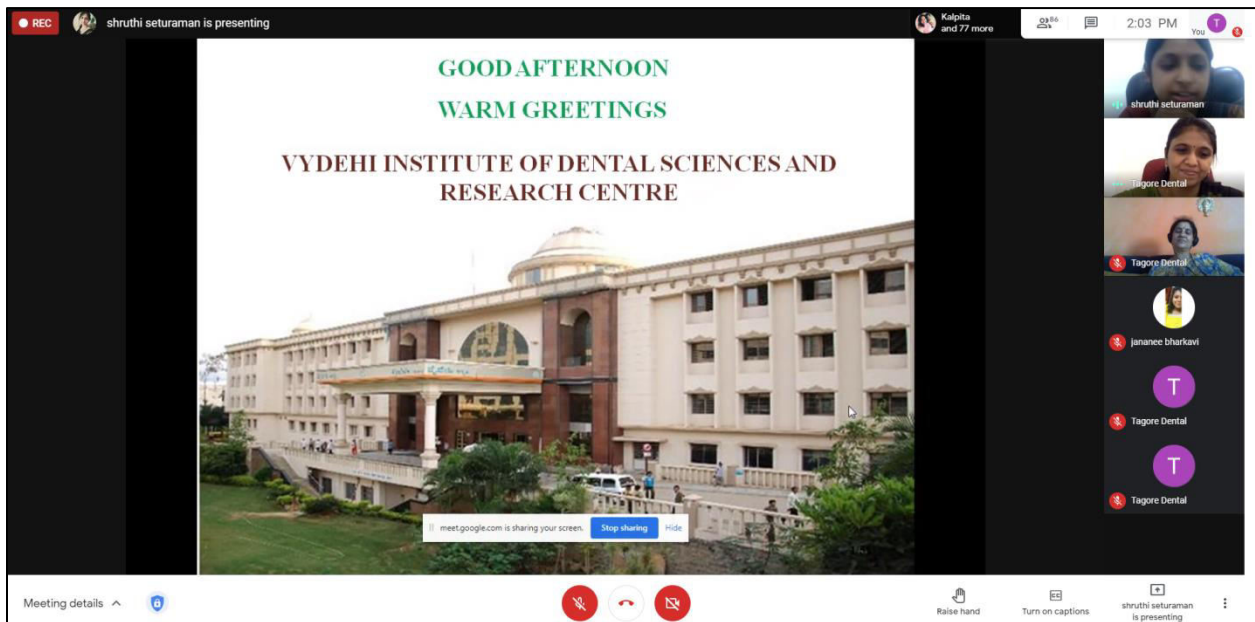 REC
shruthi seturaman is presenting
Kalpita
and 77 more
86
2:03 PM
You
T
GOOD AFTERNOON
WARM GREETINGS
VYDEHI INSTITUTE OF DENTAL SCIENCES AND
RESEARCH CENTRE
shruthi seturaman
Tagore Dental
Tagore Dental
jananee bharkavi
T
Tagore Dental
T
Tagore Dental
meet.google.com is sharing your screen.
Stop sharing
Hide
Meeting details
Raise hand
Turn on captions
shruthi seturaman
is presenting